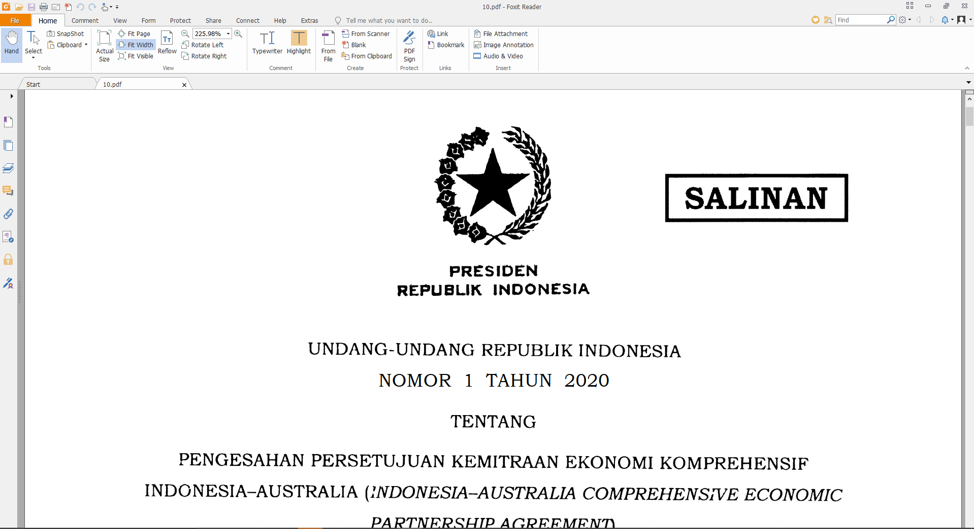 10.pdf - Foxit Reader
File Home Comment View Form Protect Share Connect Help Extras Tell me what you want to do.. Find
Hand
Select
SnapShot
Clipboard
Tools
Actual Size
Fit Page
Fit Width
Fit Visible
Reflow
225.98%
Rotate Left
Rotate Right
View
Typewriter
Highlight
Comment
From File
From Scanner
Blank
From Clipboard
Create
PDF Sign
Protect
Link
Bookmark
Links
File Attachment
Image Annotation
Audio & Video
Insert
Start
10.pdf
SALINAN
PRESIDEN
REPUBLIK INDONESIA
UNDANG-UNDANG REPUBLIK INDONESIA
NOMOR 1 TAHUN 2020
TENTANG
PENGESAHAN PERSETUJUAN KEMITRAAN EKONOMI KOMPREHENSIF
INDONESIA–AUSTRALIA (INDONESIA–AUSTRALIA COMPREHENSIVE ECONOMIC
PARTNERSHIP AGREEMENT)